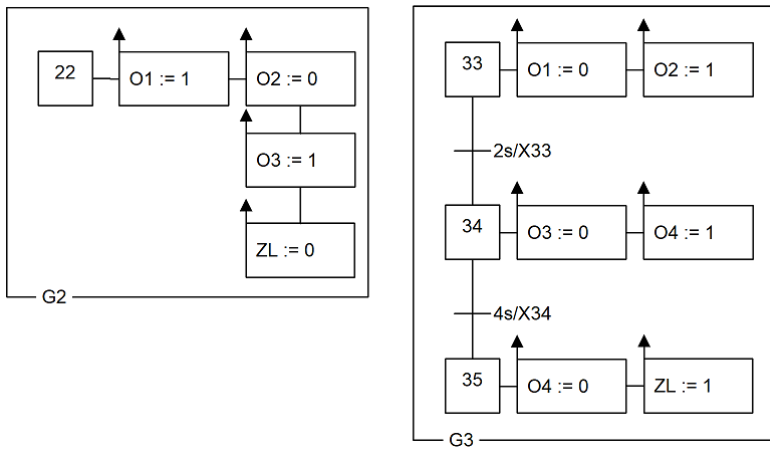 22
O1 := 1
O2 := 0
O3 := 1
ZL := 0
G2
33
O1 := 0
O2 := 1
2s/X33
34
O3 := 0
O4 := 1
4s/X34
35
O4 := 0
ZL := 1
G3